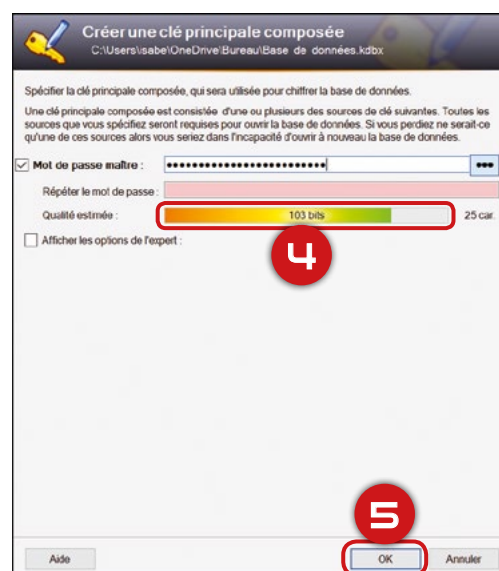 Créer une clé principale composée
C:\Users\isabe\OneDrive\Bureau\Base de données.kdbx
Spécifier la clé principale composée, qui sera utilisée pour chiffrer la base de données.
Une clé principale composée est consistée d'une ou plusieurs des sources de clé suivantes. Toutes les
sources que vous spécifiez seront requises pour ouvrir la base de données. Si vous perdiez ne serait-ce
qu'une de ces sources alors vous seriez dans l'incapacité d'ouvrir à nouveau la base de données.
Mot de passe maître : •••••••••••••••••••••••••
Répéter le mot de passe :
Qualité estimée : 103 bits 25 car.
Afficher les options de l'expert :
4
5
Aide OK Annuler